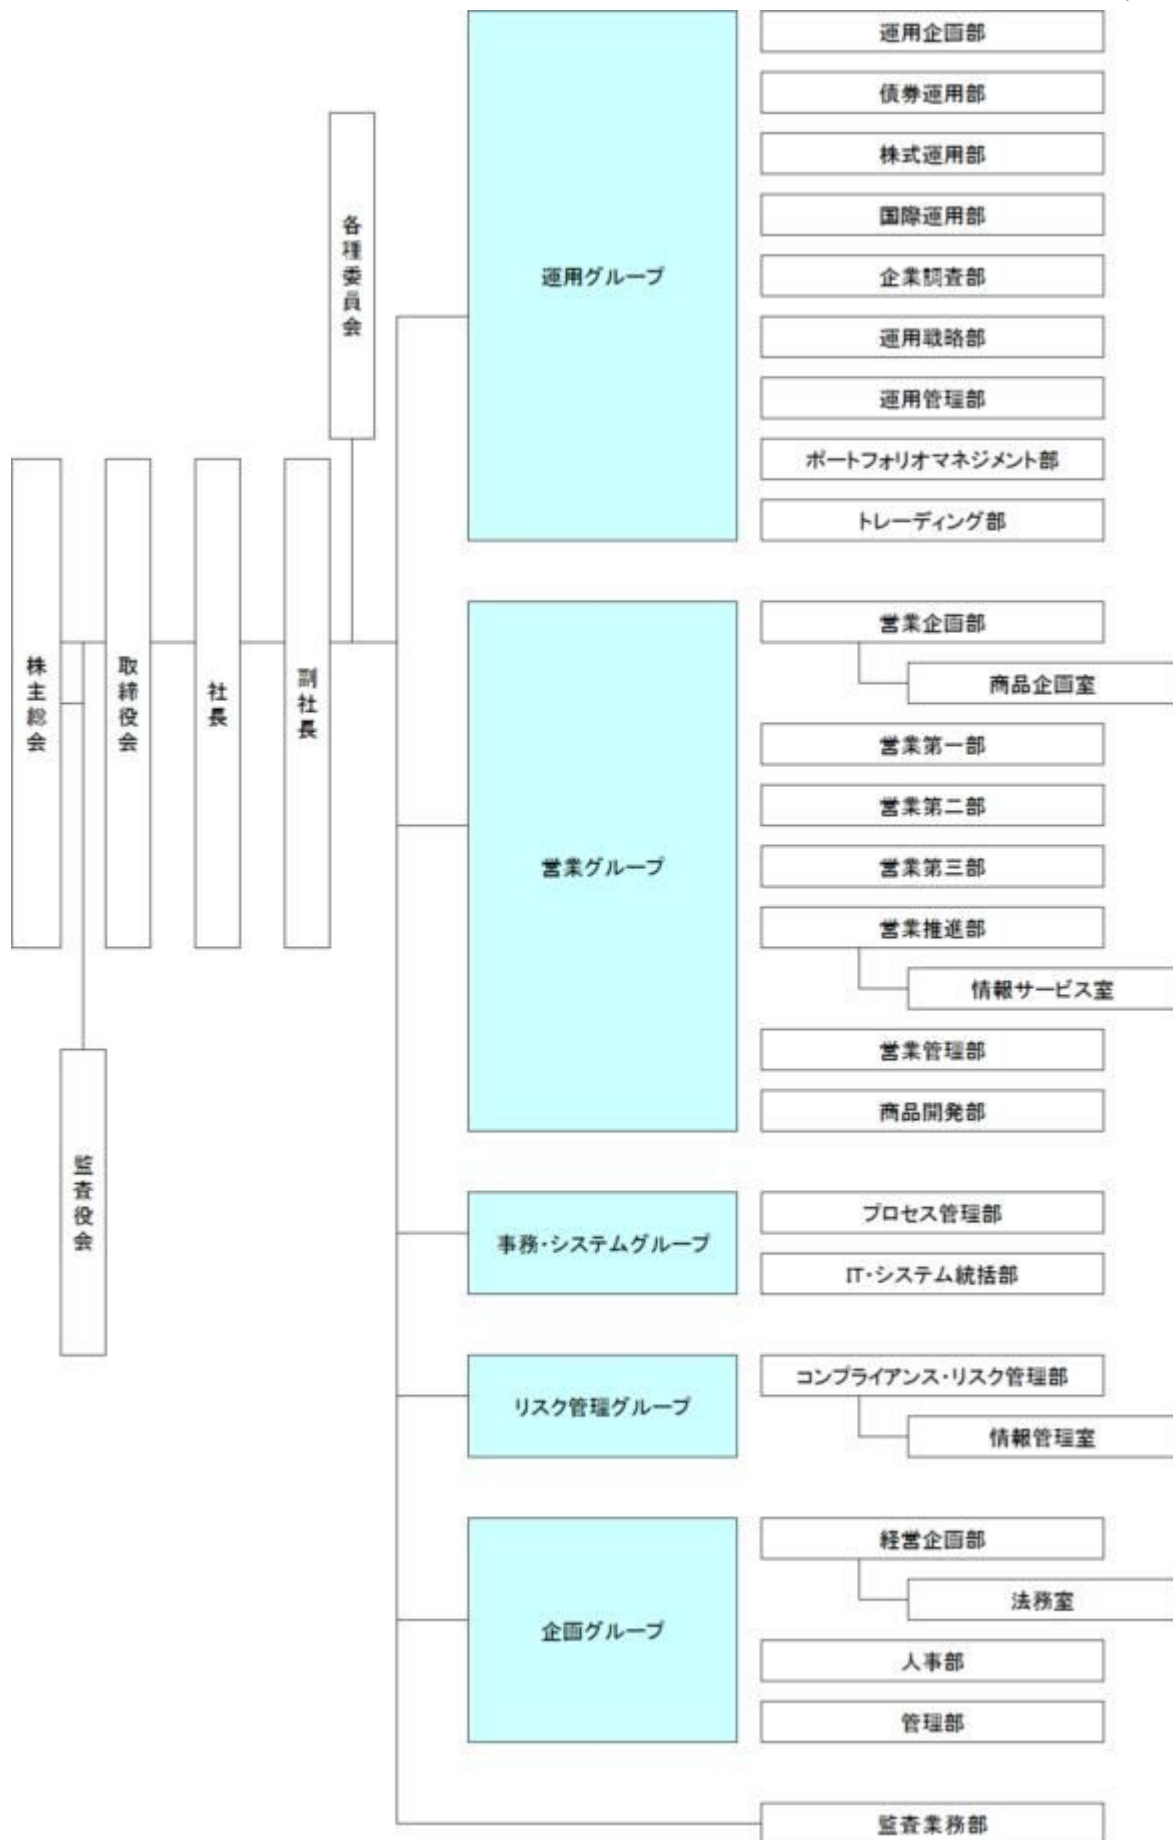 株主総会
監査役会
取締役会
社長
副社長
各種委員会
運用グループ
運用企画部
債券運用部
株式運用部
国際運用部
企業調査部
運用戦略部
運用管理部
ポートフォリオマネジメント部
トレーディング部
営業グループ
営業企画部
商品企画室
営業第一部
営業第二部
営業第三部
営業推進部
情報サービス室
営業管理部
商品開発部
事務・システムグループ
プロセス管理部
IT・システム統括部
リスク管理グループ
コンプライアンス・リスク管理部
情報管理室
企画グループ
経営企画部
法務室
人事部
管理部
監査業務部